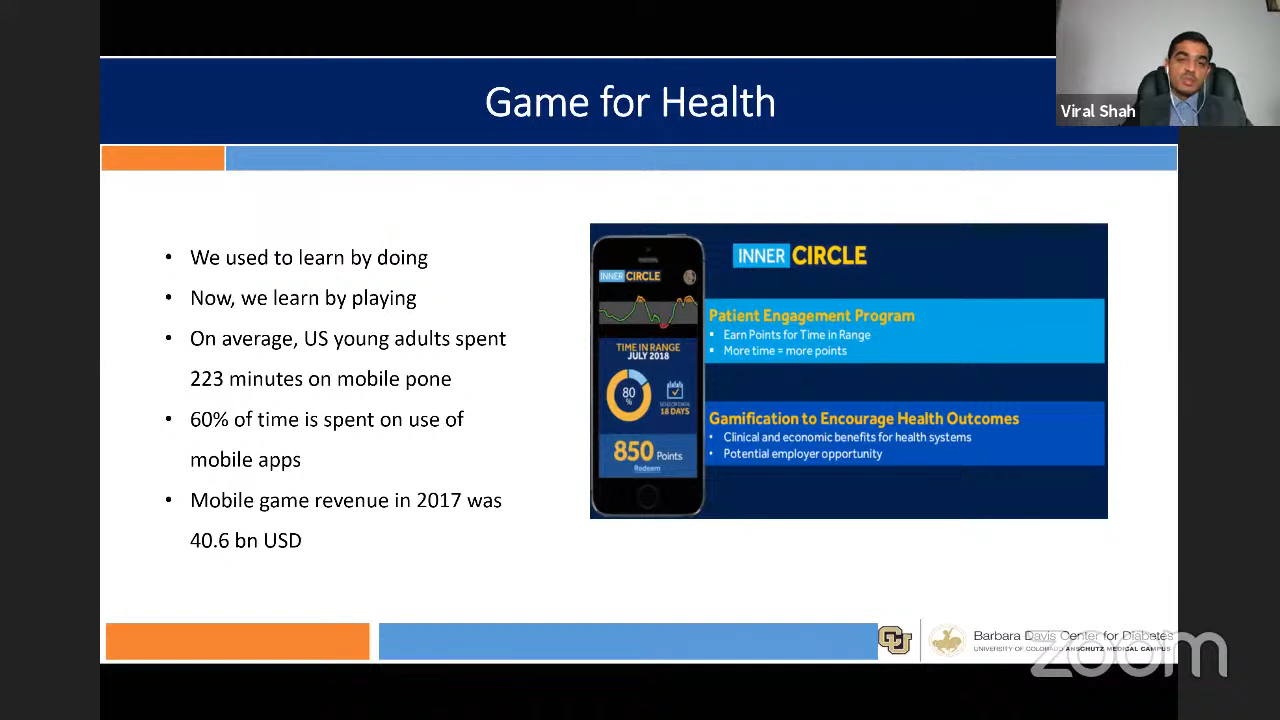 Game for Health
Viral Shah
• We used to learn by doing
• Now, we learn by playing
• On average, US young adults spent
223 minutes on mobile pone
• 60% of time is spent on use of
mobile apps
• Mobile game revenue in 2017 was
40.6 bn USD
INNER CIRCLE
TIME IN RANGE
JULY 2018
80
%
18 DAYS
850 Points
Redeem
INNER CIRCLE
Patient Engagement Program
▪ Earn Points for Time in Range
▪ More time = more points
Gamification to Encourage Health Outcomes
• Clinical and economic benefits for health systems
• Potential employer opportunity
CU
Barbara Davis Center for Diabetes
UNIVERSITY OF COLORADO ANSCHUTZ MEDICAL CAMPUS
zoom